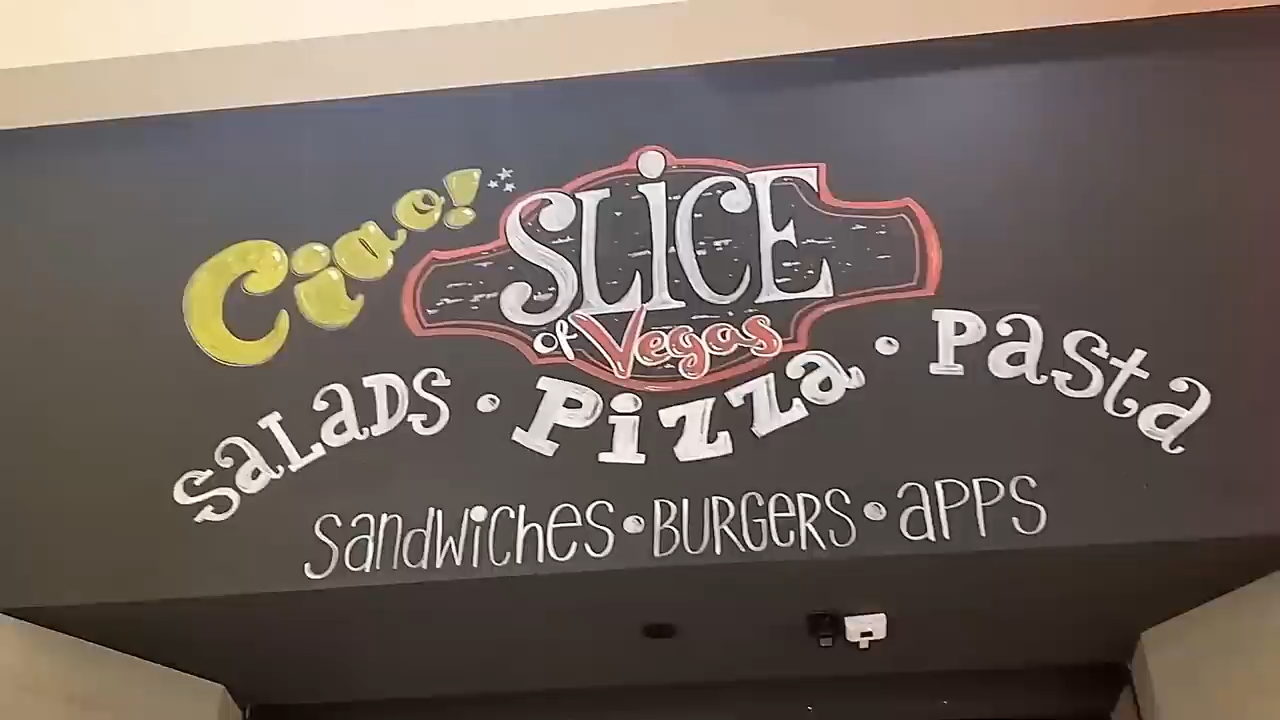 Ciao!
SLiCE
of Vegas
SaLaDS • Pizza • Pasta
SandwicheS • BURGeRS • aPPS